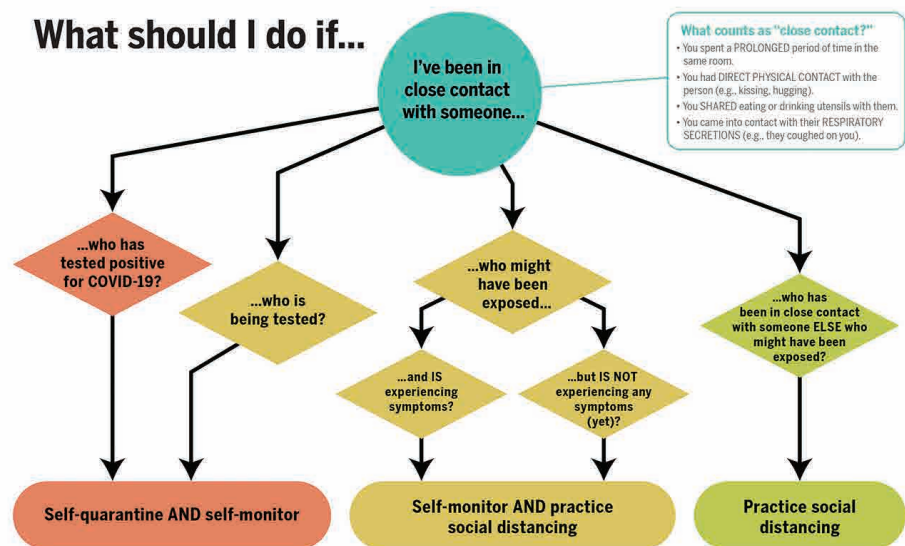 What should I do if...
I've been in
close contact
with someone...
What counts as "close contact?"
• You spent a PROLONGED period of time in the
same room.
• You had DIRECT PHYSICAL CONTACT with the
person (e.g., kissing, hugging).
• You SHARED eating or drinking utensils with them.
• You came into contact with their RESPIRATORY
SECRETIONS (e.g., they coughed on you).
...who has
tested positive
for COVID-19?
...who is
being tested?
...who might
have been
exposed...
...who has
been in close contact
with someone ELSE who
might have been
exposed?
...and IS
experiencing
symptoms?
...but IS NOT
experiencing any
symptoms
(yet)?
Self-quarantine AND self-monitor
Self-monitor AND practice
social distancing
Practice social
distancing